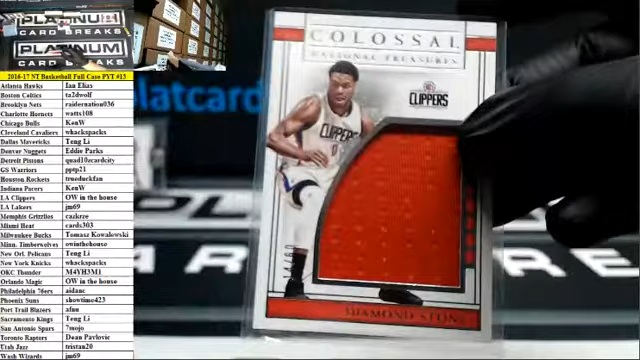 PLATINUM
CARD BREAKS
PLATINUM
CARD BREAKS
2016-17 NT Basketball Full Case PYT #13
Atlanta Hawks Ian Elias
Boston Celtics ta2dwolf
Brooklyn Nets raidernation036
Charlotte Hornets watts108
Chicago Bulls KenW
Cleveland Cavaliers whackspacks
Dallas Mavericks Teng Li
Denver Nuggets Eddie Parks
Detroit Pistons quad10zcardcity
GS Warriors pptp21
Houston Rockets trueduckfan
Indiana Pacers KenW
LA Clippers OW in the house
LA Lakers jm69
Memphis Grizzlies cazkree
Miami Heat cards303
Milwaukee Bucks Tomasz Kowalewski
Minn. Timberwolves owinthehouse
New Orl. Pelicans Teng Li
New York Knicks whackspacks
OKC Thunder M4YH3M1
Orlando Magic OW in the house
Philadelphia 76ers aidanc
Phoenix Suns showtime423
Port Trail Blazers afnu
Sacramento Kings Teng Li
San Antonio Spurs 7mojo
Toronto Raptors Dean Pavlovic
Utah Jazz tristan20
Wash Wizards jm69
platcard
COLOSSAL
NATIONAL TREASURES
CLIPPERS
CLIPPERS
DIAMOND STONE